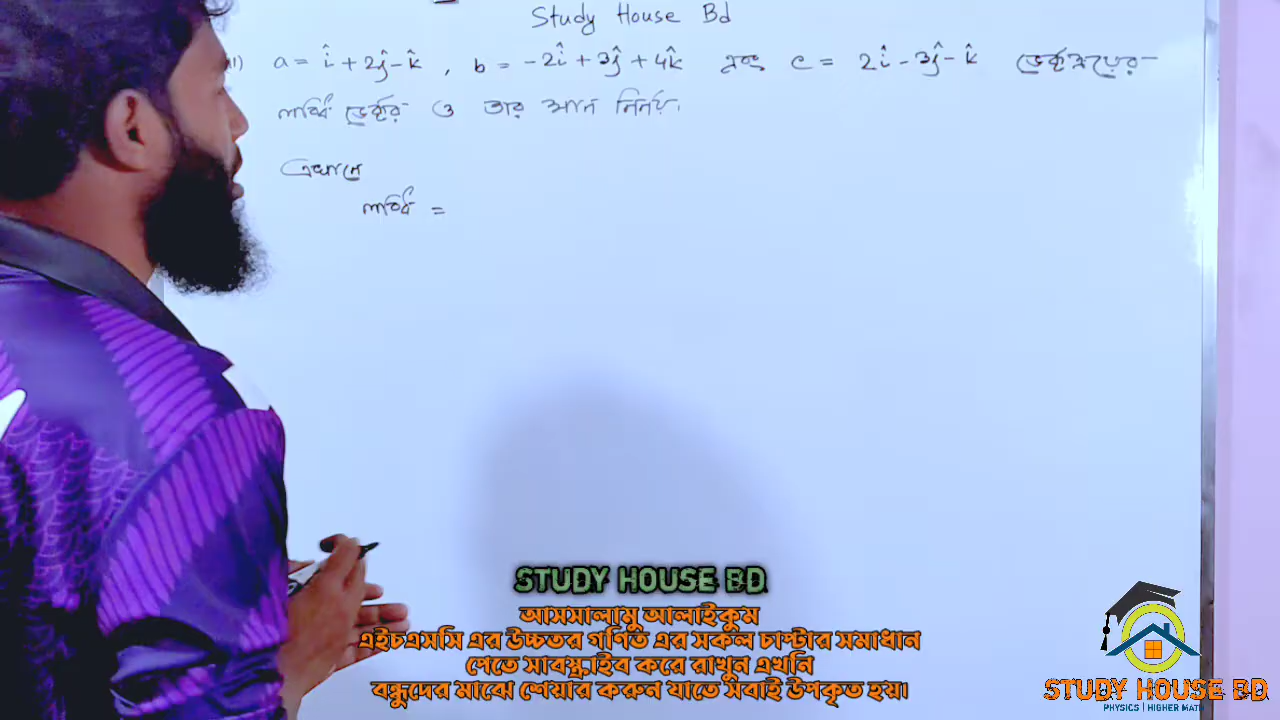 Study House Bd
a = î + 2ĵ - k̂ , b = -2î + 3ĵ + 4k̂ এবং c = 2î - 3ĵ - k̂ ভেক্টরত্রয়ের
লব্ধি ভেক্টর ও তার মান নির্নয়।
এখানে
লব্ধি =
STUDY HOUSE BD
আসসালামু আলাইকুম
এইচএসসি এর উচ্চতর গণিত এর সকল চাপ্টার সমাধান
পেতে সাবস্ক্রাইব করে রাখুন এখনি
বন্ধুদের মাঝে শেয়ার করুন যাতে সবাই উপকৃত হয়।
STUDY HOUSE BD
PHYSICS | HIGHER MATH